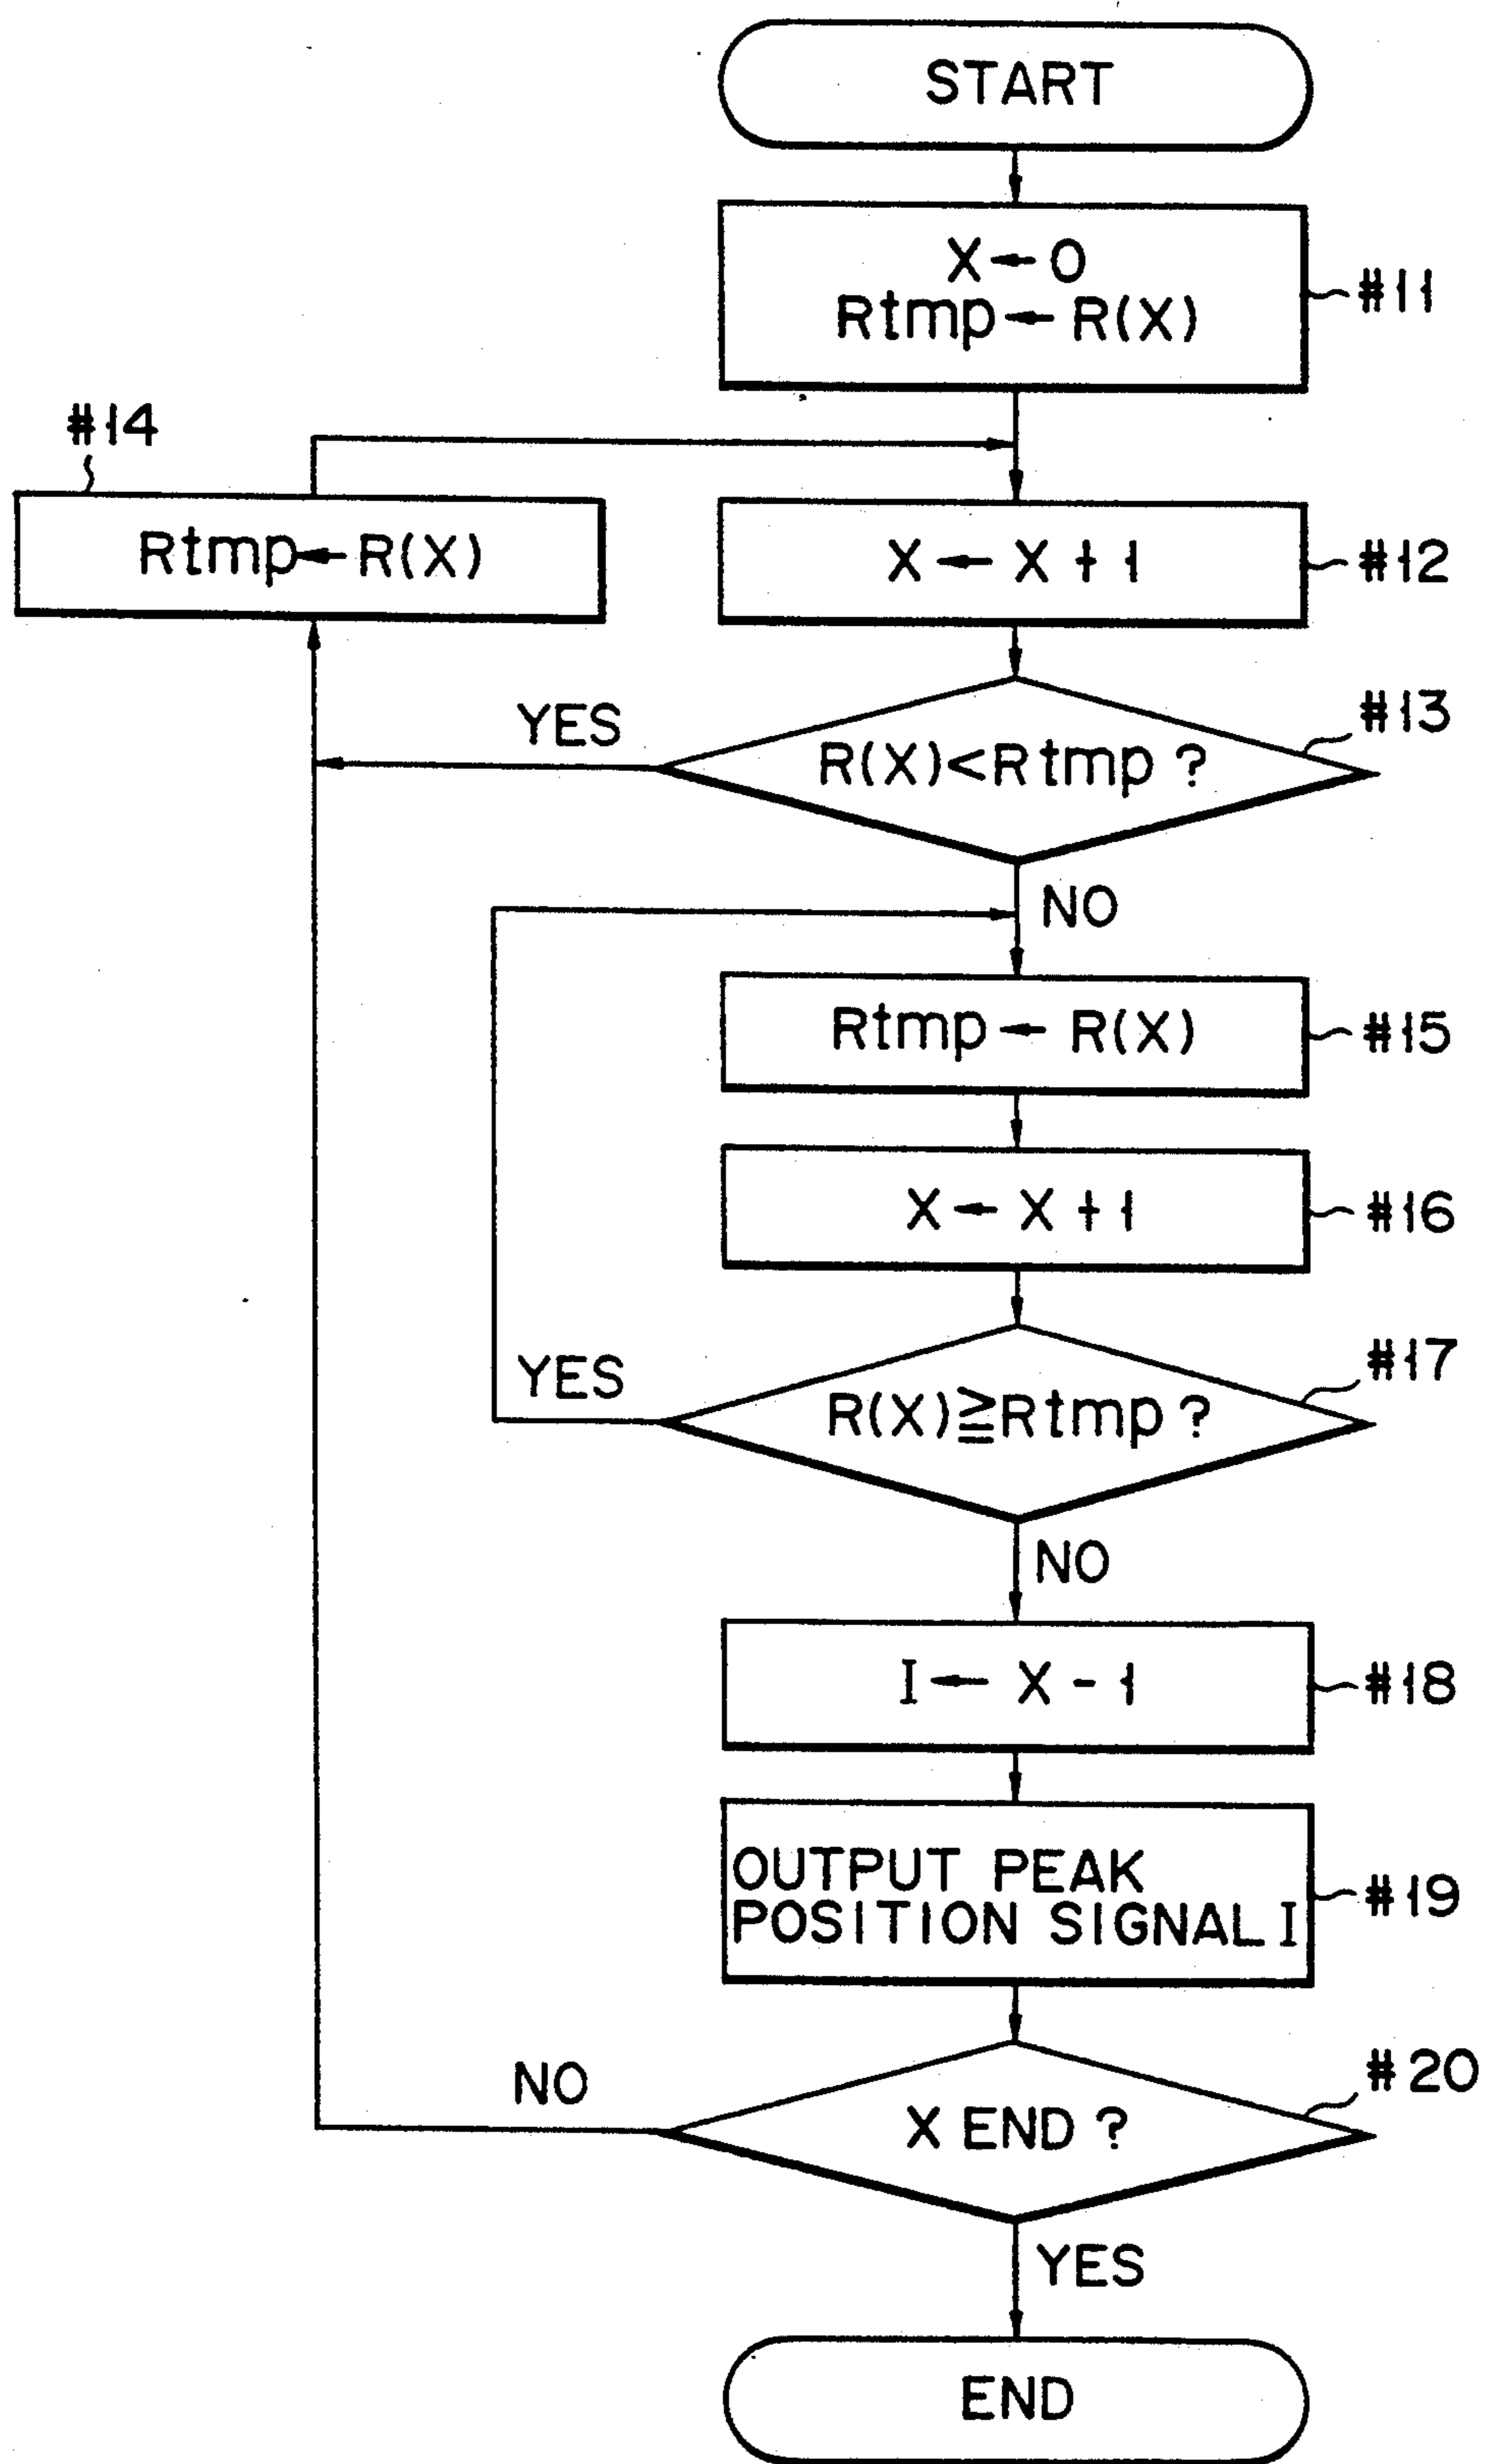 START
X ← 0
Rtmp ← R(X)
#11
#14
Rtmp ← R(X)
X ← X + 1
#12
#13
YES
R(X)<Rtmp ?
NO
Rtmp ← R(X)
#15
X ← X + 1
#16
#17
YES
R(X)≧Rtmp ?
NO
I ← X - 1
#18
OUTPUT PEAK
POSITION SIGNAL I
#19
#20
NO
X END ?
YES
END